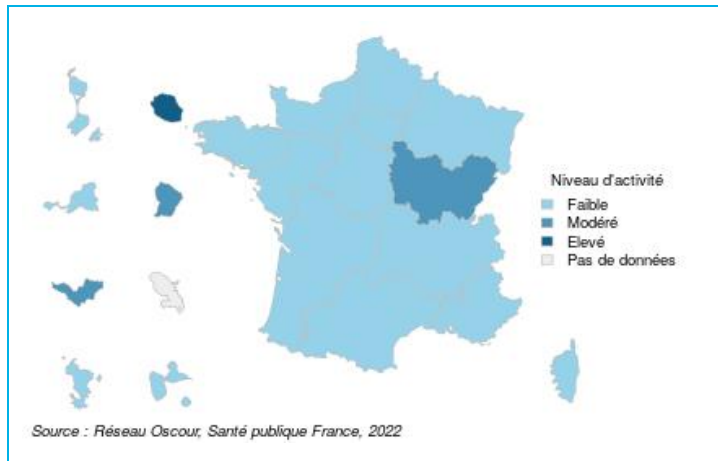 Niveau d'activité
Faible
Modéré
Elevé
Pas de données
Source : Réseau Oscour, Santé publique France, 2022